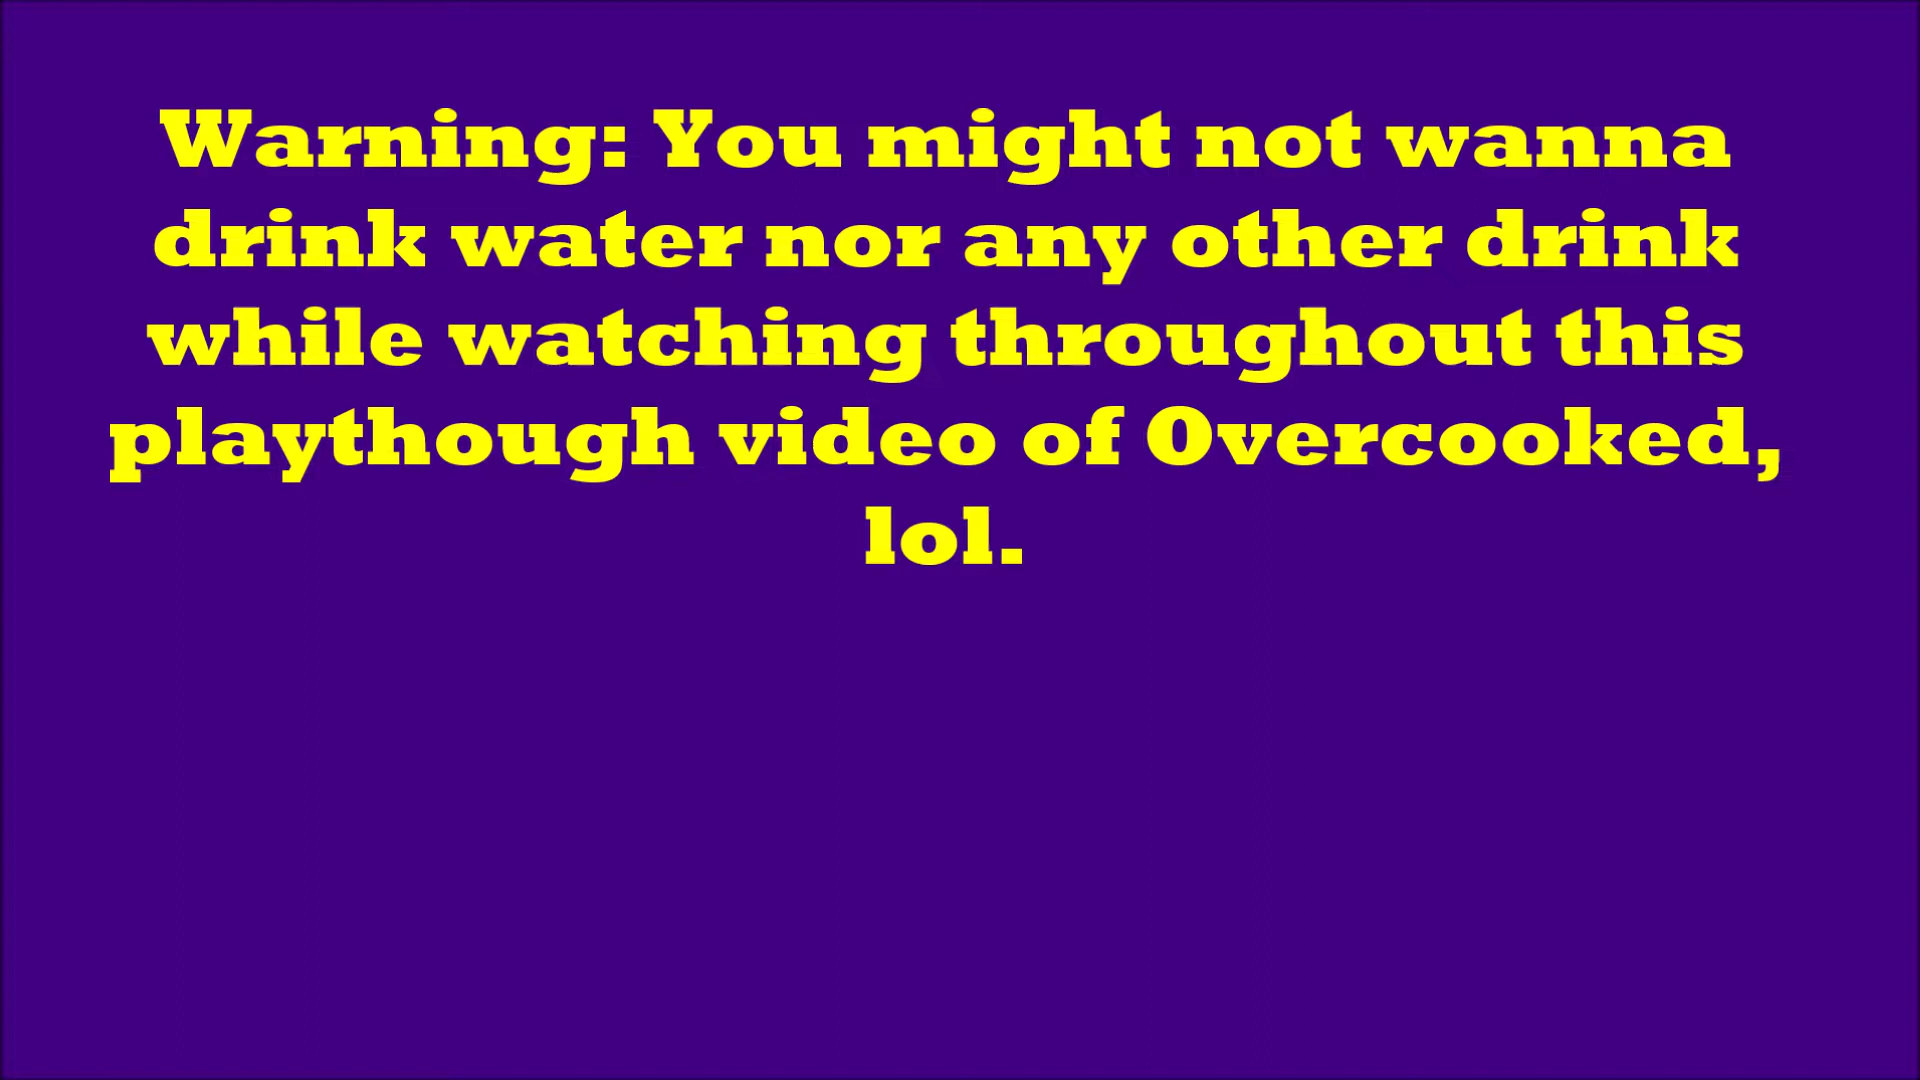 Warning: You might not wanna
drink water nor any other drink
while watching throughout this
playthough video of Overcooked,
lol.